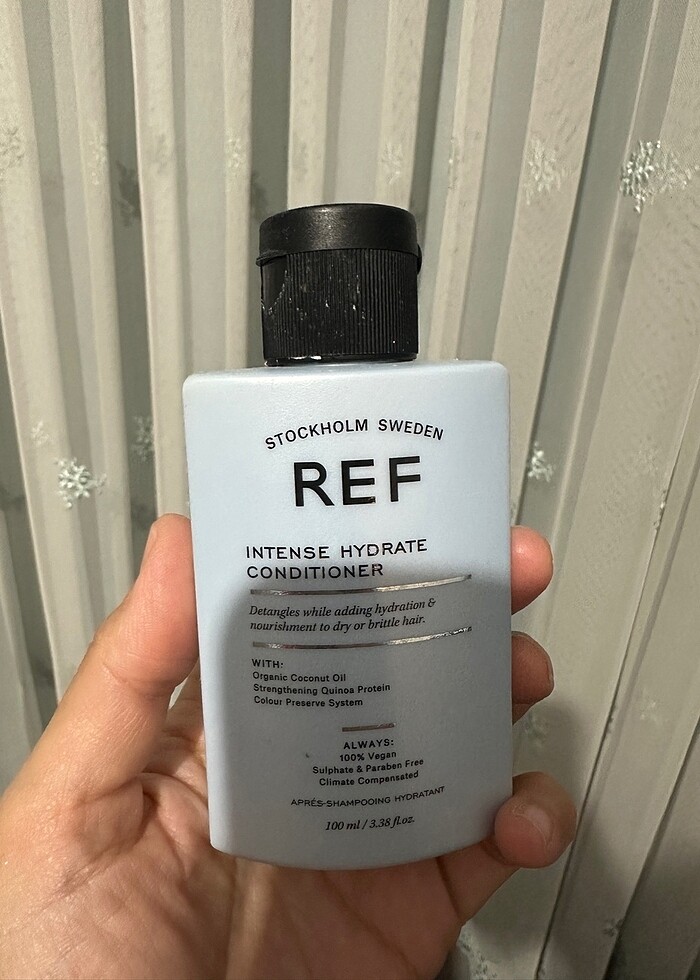 STOCKHOLM SWEDEN
REF
INTENSE HYDRATE
CONDITIONER
Detangles while adding hydration &
nourishment to dry or brittle hair.
WITH:
Organic Coconut Oil
Strengthening Quinoa Protein
Colour Preserve System
ALWAYS:
100% Vegan
Sulphate & Paraben Free
Climate Compensated
APRÉS-SHAMPOOING HYDRATANT
100 ml / 3.38 fl.oz.